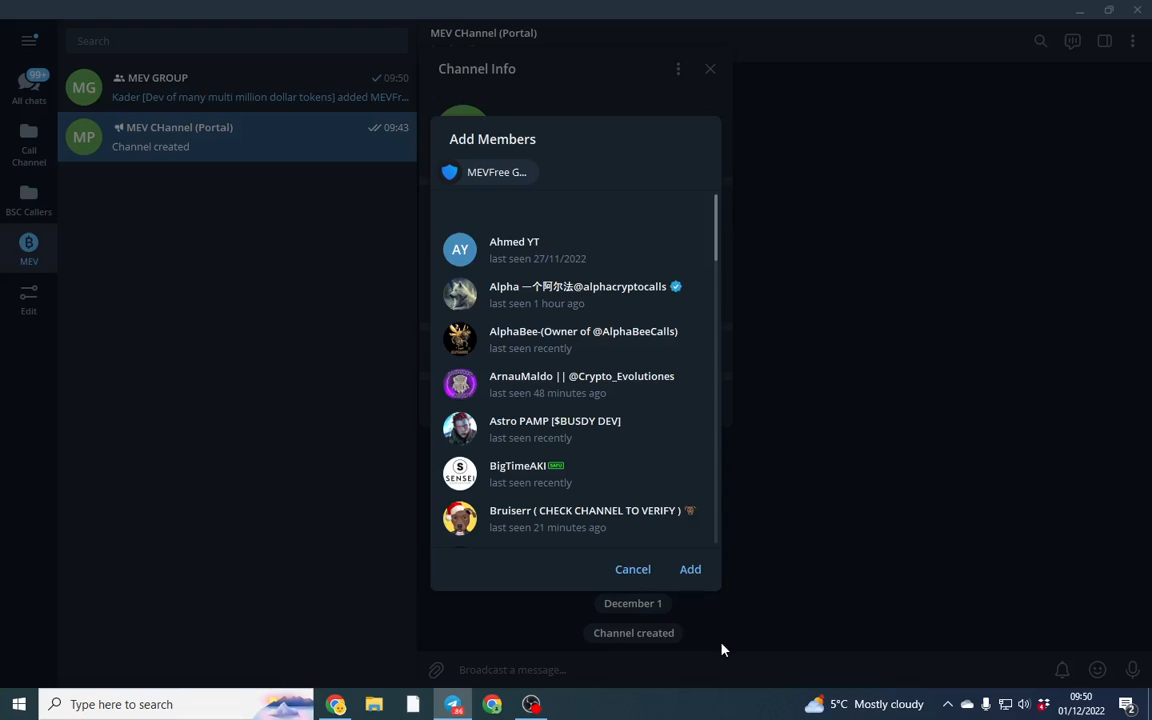 Search
99+
All chats
Call
Channel
BSC Callers
MEV
Edit
MG
MEV GROUP
09:50
Kader [Dev of many multi million dollar tokens] added MEVFr...
MP
MEV CHannel (Portal)
09:43
Channel created
MEV CHannel (Portal)
Channel Info
Add Members
MEVFree G...
AY
Ahmed YT
last seen 27/11/2022
Alpha 一个阿尔法@alphacryptocalls
last seen 1 hour ago
AlphaBee-(Owner of @AlphaBeeCalls)
last seen recently
ArnauMaldo || @Crypto_Evolutiones
last seen 48 minutes ago
Astro PAMP [$BUSDY DEV]
last seen recently
SENSEI
BigTimeAKI SAFU
last seen recently
Bruiserr ( CHECK CHANNEL TO VERIFY )
last seen 21 minutes ago
Cancel
Add
December 1
Channel created
Broadcast a message...
Type here to search
5°C Mostly cloudy
09:50
01/12/2022
2